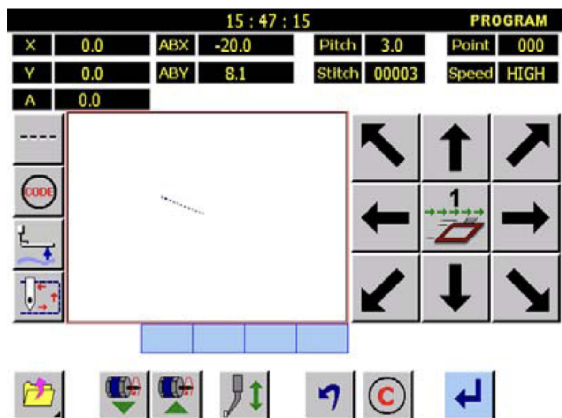 15 : 47 : 15 PROGRAM
X 0.0 ABX -20.0 Pitch 3.0 Point 000
Y 0.0 ABY 8.1 Stitch 00003 Speed HIGH
A 0.0
1
CODE
C